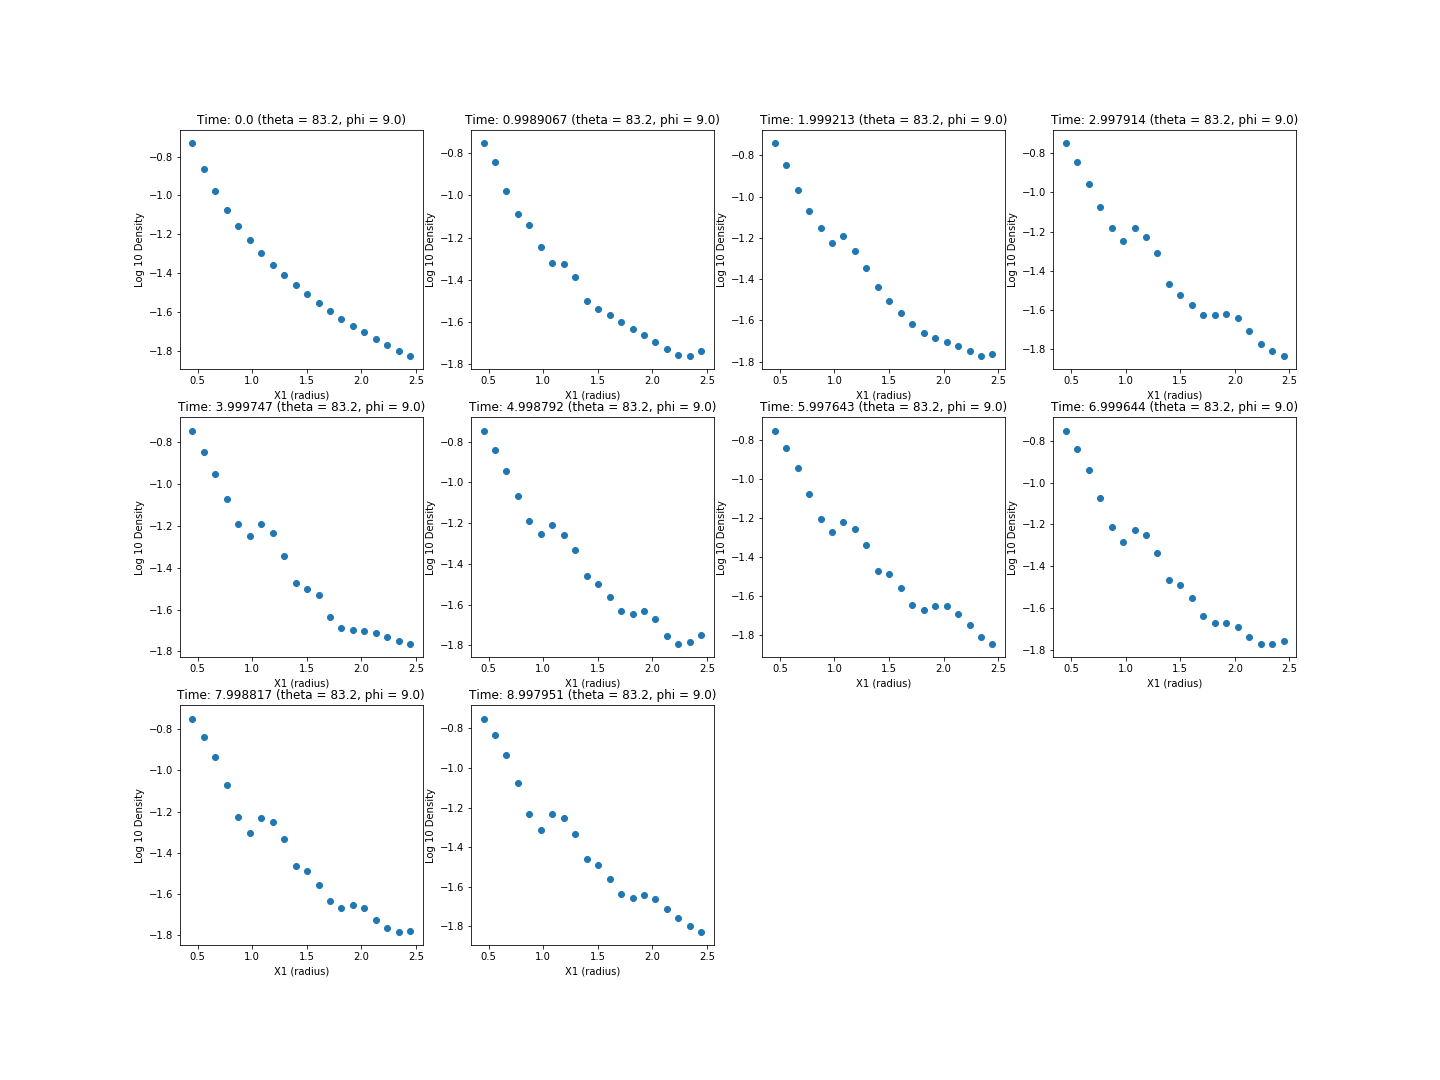 Time: 0.0 (theta = 83.2, phi = 9.0)
Log 10 Density
−0.8
−1.0
−1.2
−1.4
−1.6
−1.8
0.5 1.0 1.5 2.0 2.5
X1 (radius)
Time: 0.9989067 (theta = 83.2, phi = 9.0)
Log 10 Density
−0.8
−1.0
−1.2
−1.4
−1.6
−1.8
0.5 1.0 1.5 2.0 2.5
X1 (radius)
Time: 1.999213 (theta = 83.2, phi = 9.0)
Log 10 Density
−0.8
−1.0
−1.2
−1.4
−1.6
−1.8
0.5 1.0 1.5 2.0 2.5
X1 (radius)
Time: 2.997914 (theta = 83.2, phi = 9.0)
Log 10 Density
−0.8
−1.0
−1.2
−1.4
−1.6
−1.8
0.5 1.0 1.5 2.0 2.5
X1 (radius)
Time: 3.999747 (theta = 83.2, phi = 9.0)
Log 10 Density
−0.8
−1.0
−1.2
−1.4
−1.6
−1.8
0.5 1.0 1.5 2.0 2.5
X1 (radius)
Time: 4.998792 (theta = 83.2, phi = 9.0)
Log 10 Density
−0.8
−1.0
−1.2
−1.4
−1.6
−1.8
0.5 1.0 1.5 2.0 2.5
X1 (radius)
Time: 5.997643 (theta = 83.2, phi = 9.0)
Log 10 Density
−0.8
−1.0
−1.2
−1.4
−1.6
−1.8
0.5 1.0 1.5 2.0 2.5
X1 (radius)
Time: 6.999644 (theta = 83.2, phi = 9.0)
Log 10 Density
−0.8
−1.0
−1.2
−1.4
−1.6
−1.8
0.5 1.0 1.5 2.0 2.5
X1 (radius)
Time: 7.998817 (theta = 83.2, phi = 9.0)
Log 10 Density
−0.8
−1.0
−1.2
−1.4
−1.6
−1.8
0.5 1.0 1.5 2.0 2.5
X1 (radius)
Time: 8.997951 (theta = 83.2, phi = 9.0)
Log 10 Density
−0.8
−1.0
−1.2
−1.4
−1.6
−1.8
0.5 1.0 1.5 2.0 2.5
X1 (radius)